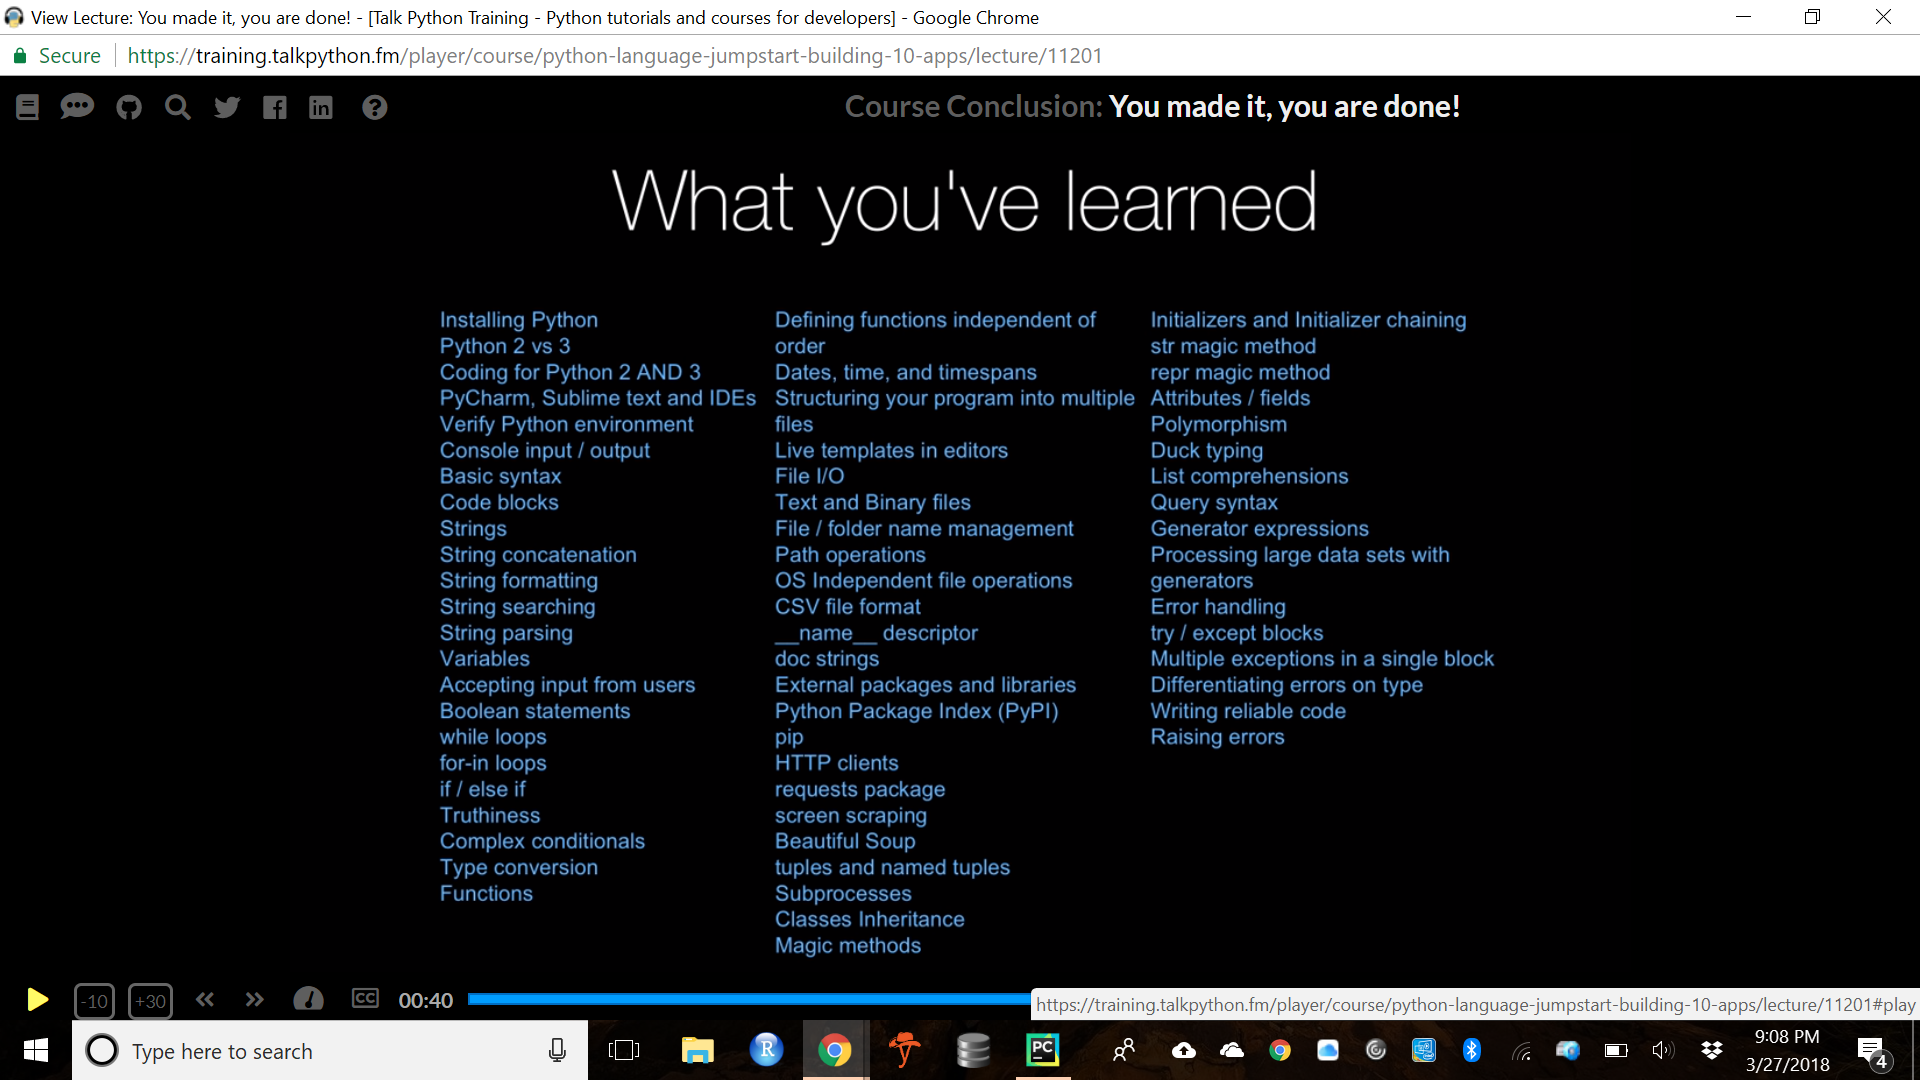 View Lecture: You made it, you are done! - [Talk Python Training - Python tutorials and courses for developers] - Google Chrome
Secure
https://training.talkpython.fm/player/course/python-language-jumpstart-building-10-apps/lecture/11201
Course Conclusion: You made it, you are done!
What you've learned
Installing Python
Python 2 vs 3
Coding for Python 2 AND 3
PyCharm, Sublime text and IDEs
Verify Python environment
Console input / output
Basic syntax
Code blocks
Strings
String concatenation
String formatting
String searching
String parsing
Variables
Accepting input from users
Boolean statements
while loops
for-in loops
if / else if
Truthiness
Complex conditionals
Type conversion
Functions
Defining functions independent of
order
Dates, time, and timespans
Structuring your program into multiple
files
Live templates in editors
File I/O
Text and Binary files
File / folder name management
Path operations
OS Independent file operations
CSV file format
__name__ descriptor
doc strings
External packages and libraries
Python Package Index (PyPI)
pip
HTTP clients
requests package
screen scraping
Beautiful Soup
tuples and named tuples
Subprocesses
Classes Inheritance
Magic methods
Initializers and Initializer chaining
str magic method
repr magic method
Attributes / fields
Polymorphism
Duck typing
List comprehensions
Query syntax
Generator expressions
Processing large data sets with
generators
Error handling
try / except blocks
Multiple exceptions in a single block
Differentiating errors on type
Writing reliable code
Raising errors
-10
+30
CC
00:40
https://training.talkpython.fm/player/course/python-language-jumpstart-building-10-apps/lecture/11201#play
Type here to search
R
PC
9:08 PM
3/27/2018
4